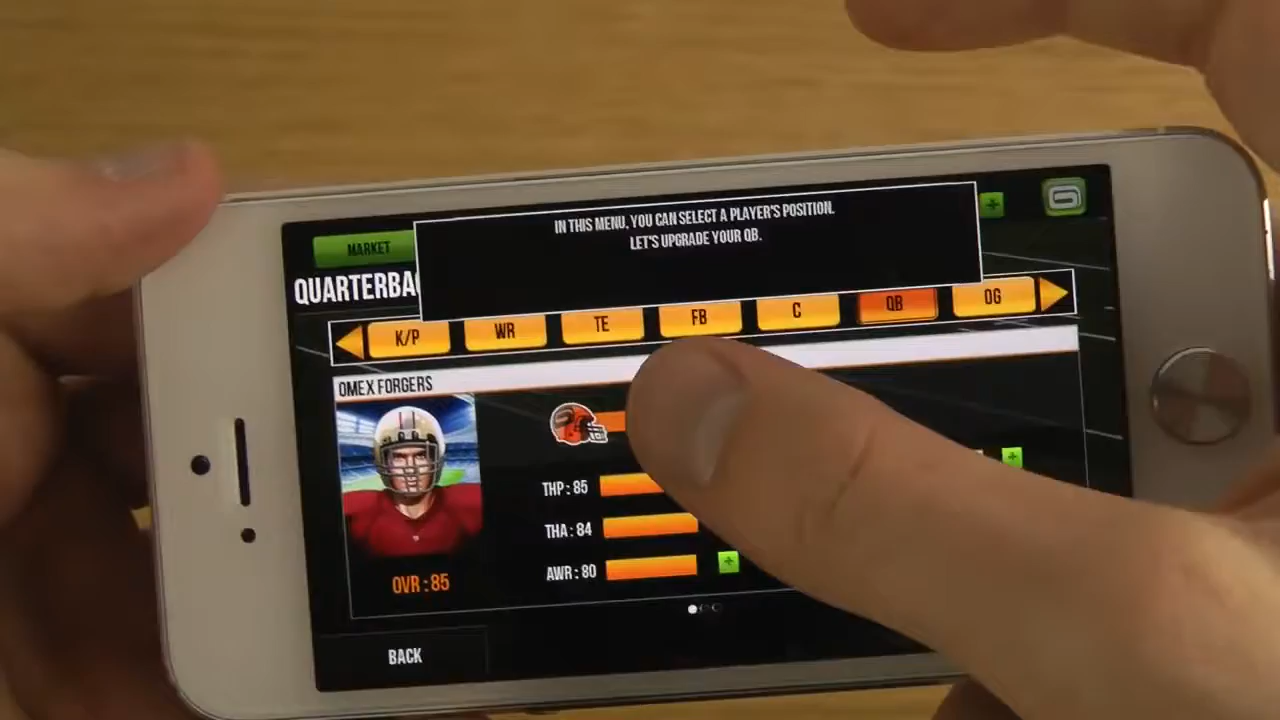 IN THIS MENU, YOU CAN SELECT A PLAYER'S POSITION.
LET'S UPGRADE YOUR QB.
MARKET
QUARTERBA
K/P
WR
TE
FB
C
QB
OG
OMEX FORGERS
THP : 85
THA : 84
AWR : 80
OVR : 85
BACK